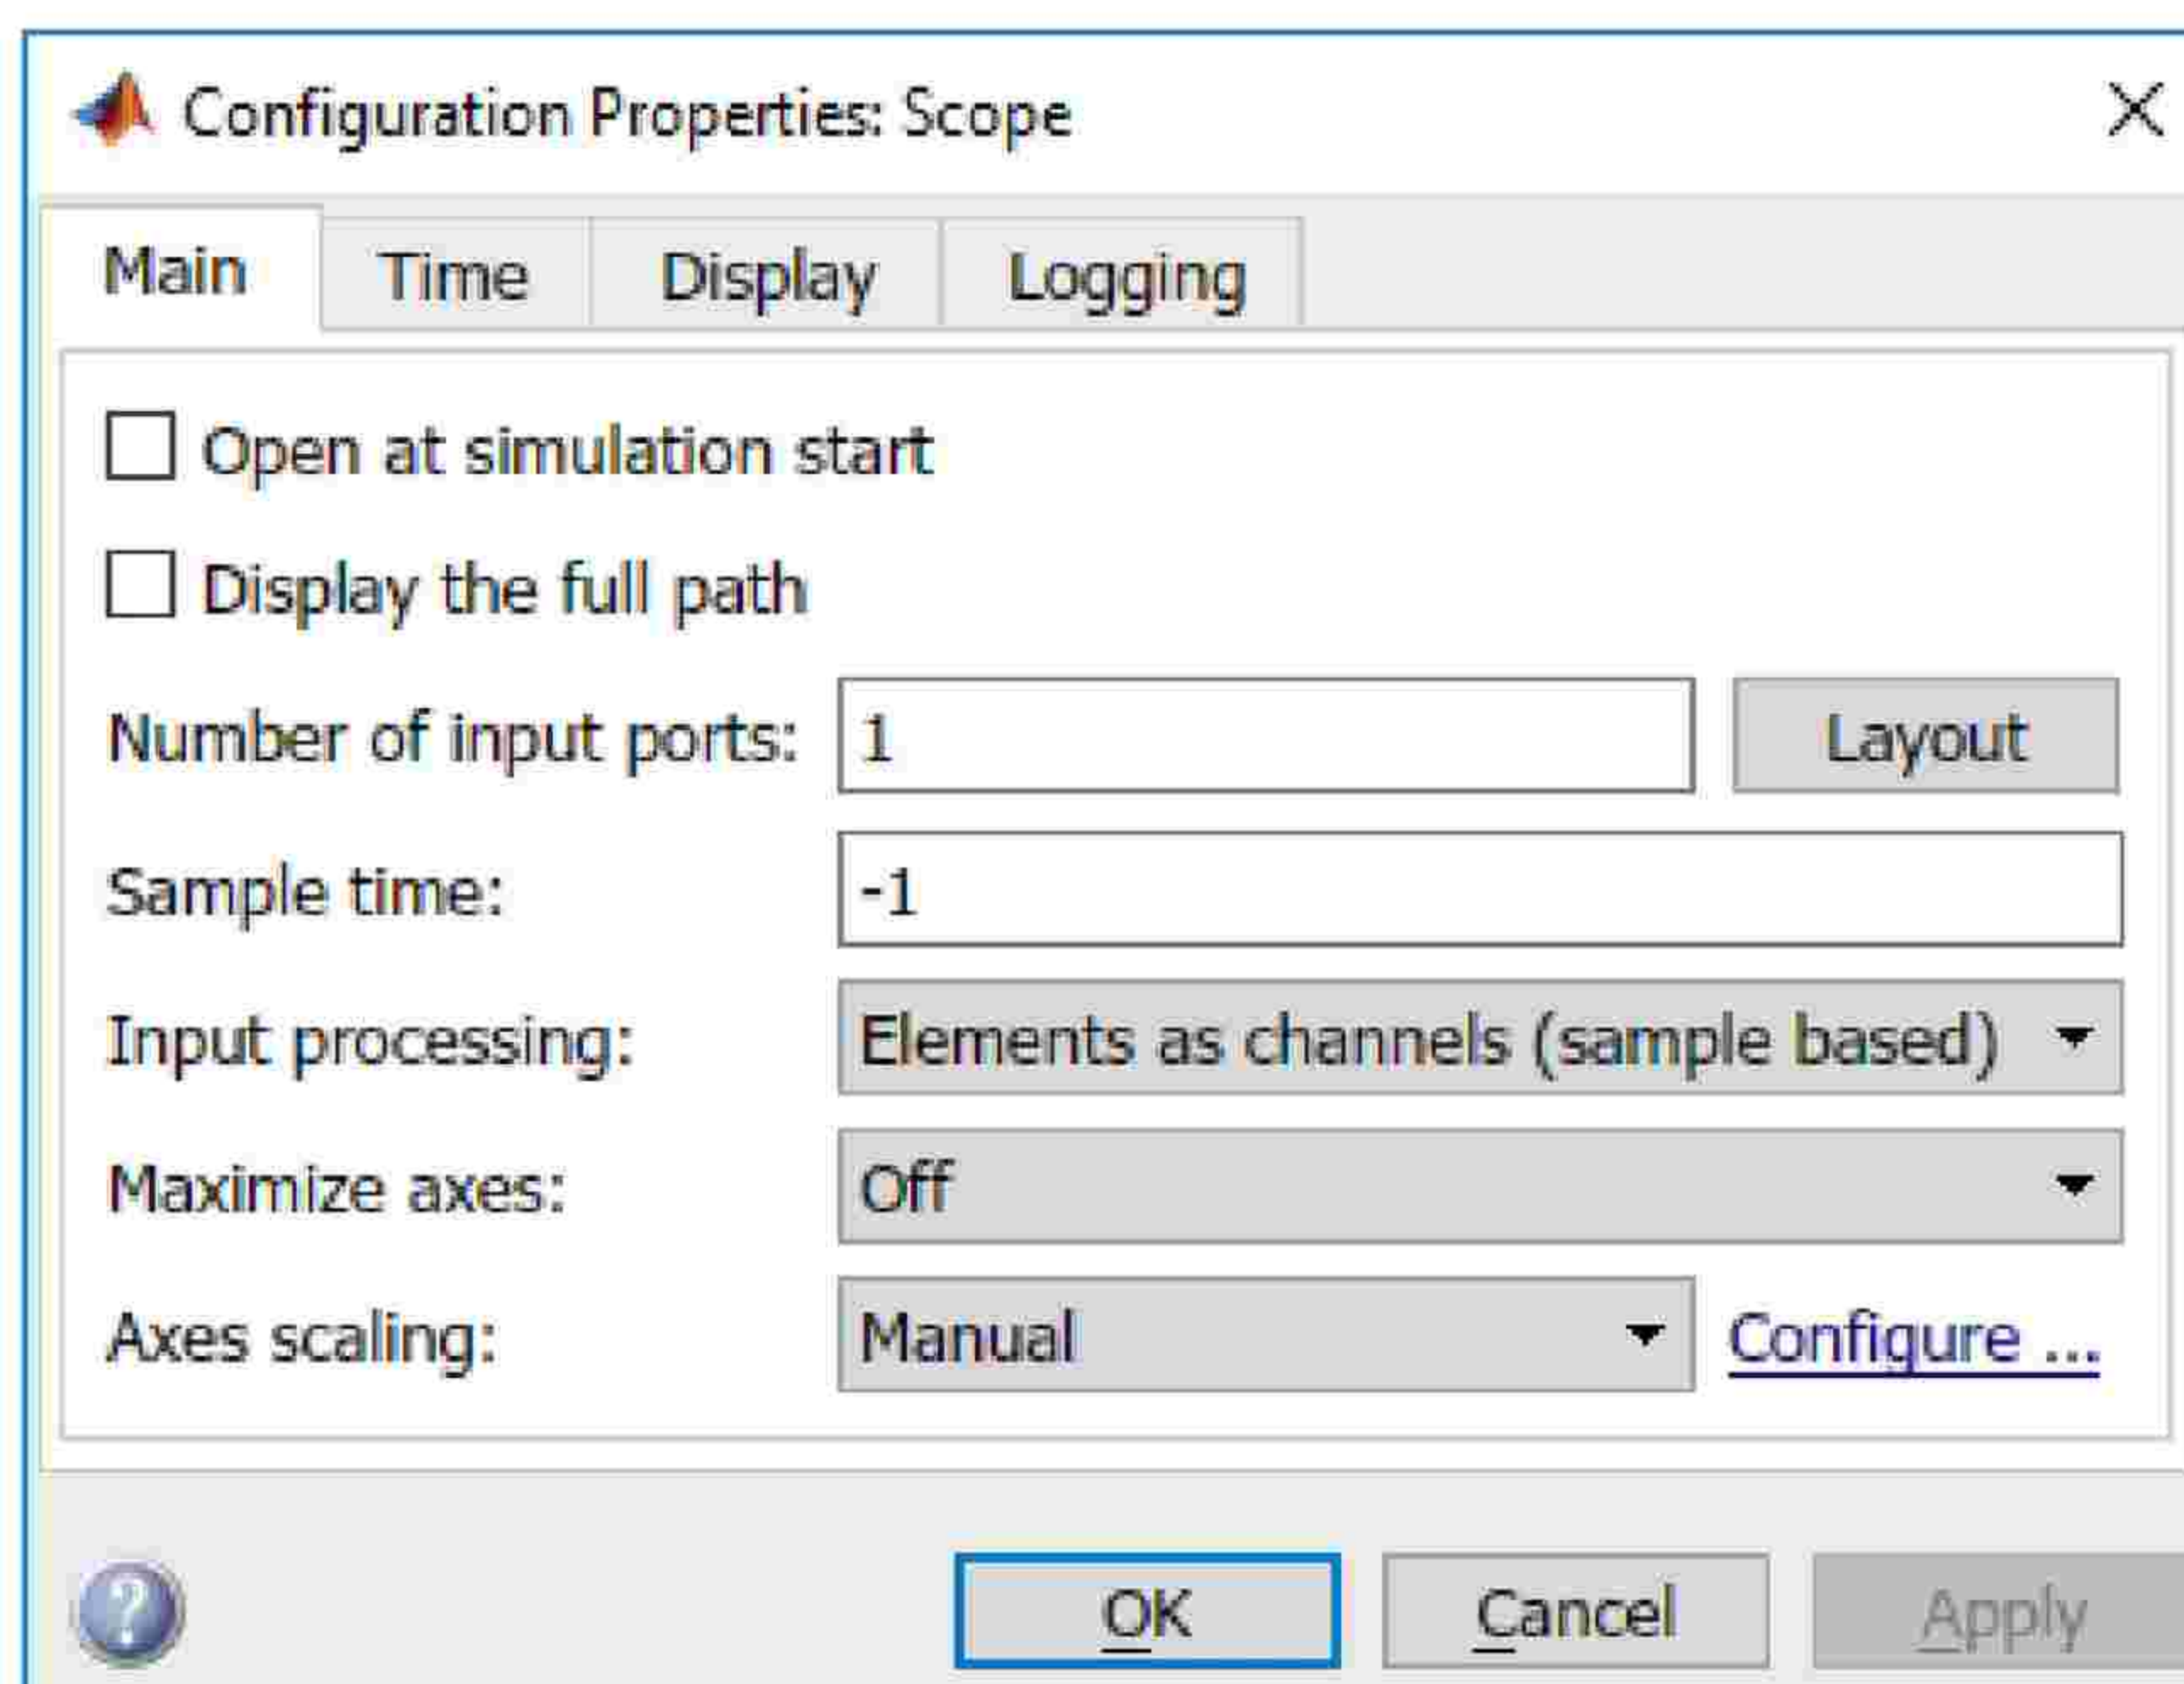 Configuration Properties: Scope
Main Time Display Logging
Open at simulation start
Display the full path
Number of input ports: 1 Layout
Sample time: -1
Input processing: Elements as channels (sample based)
Maximize axes: Off
Axes scaling: Manual Configure ...
? OK Cancel Apply